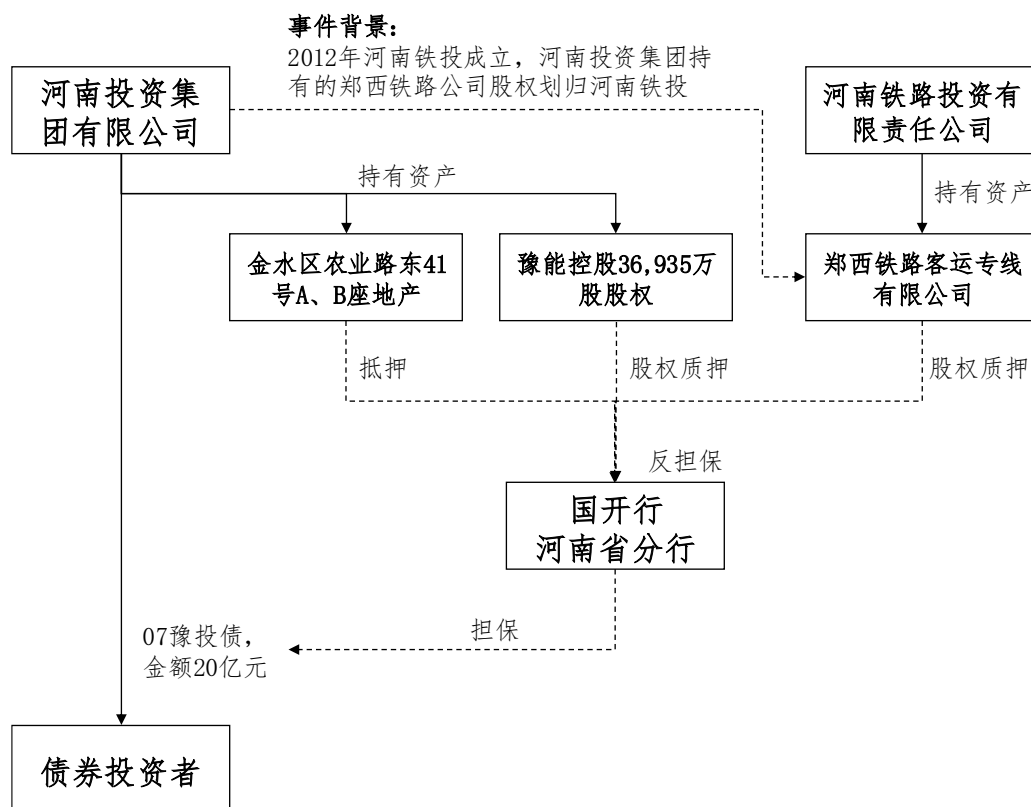 事件背景：
2012年河南铁投成立，河南投资集团持
有的郑西铁路公司股权划归河南铁投
河南投资集
团有限公司
河南铁路投资有
限责任公司
持有资产
持有资产
金水区农业路东41
号A、B座地产
豫能控股36,935万
股股权
郑西铁路客运专线
有限公司
抵押
股权质押
股权质押
反担保
国开行
河南省分行
07豫投债，
金额20亿元
担保
债券投资者